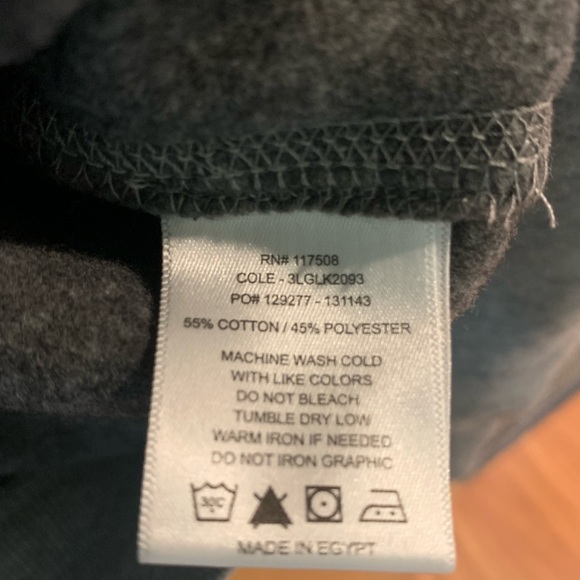 RN# 117508
COLE - 3LGLK2093
PO# 129277 - 131143
55% COTTON / 45% POLYESTER
MACHINE WASH COLD
WITH LIKE COLORS
DO NOT BLEACH
TUMBLE DRY LOW
WARM IRON IF NEEDED
DO NOT IRON GRAPHIC
30C
MADE IN EGYPT